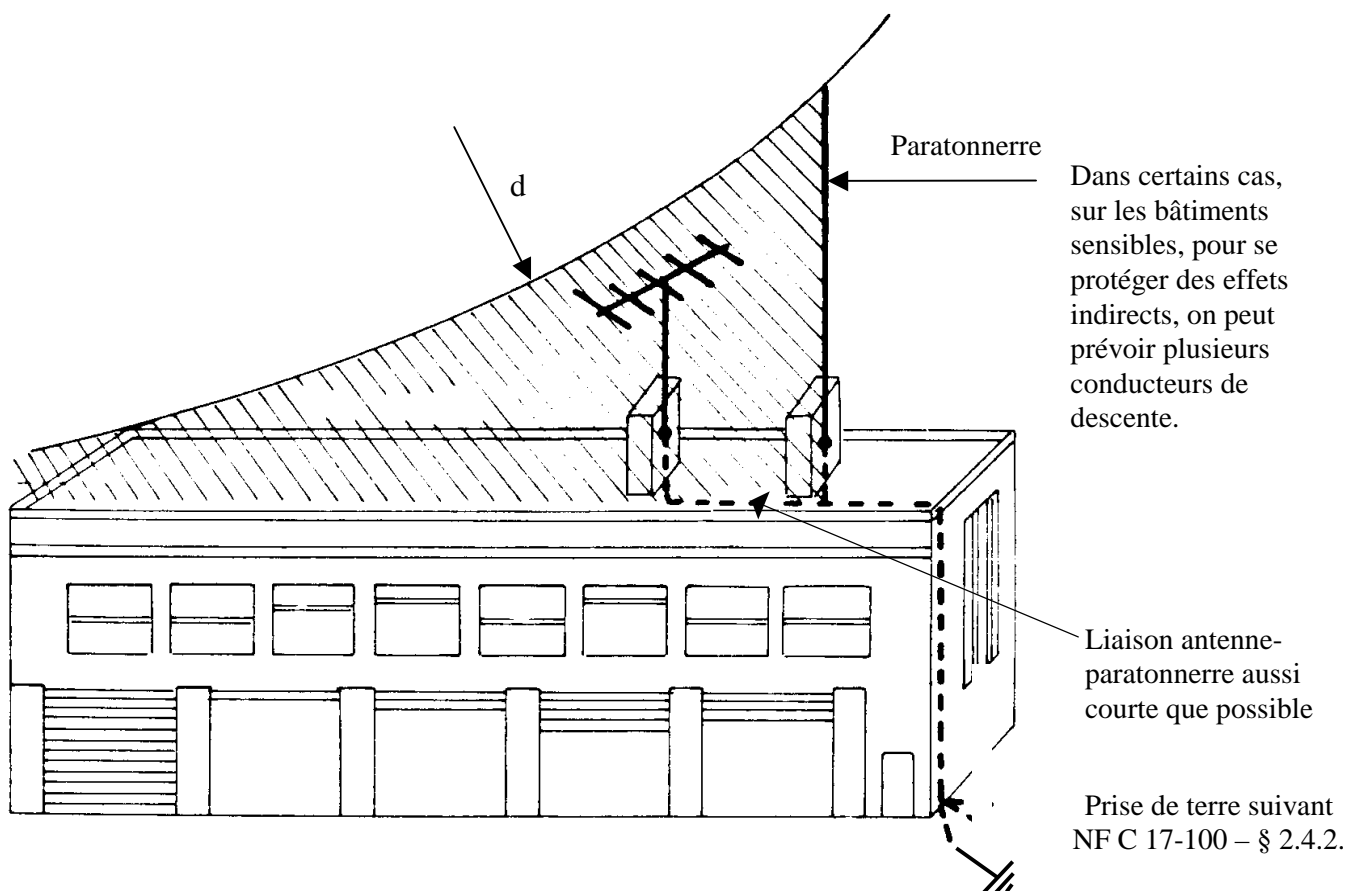 d
Paratonnerre
Dans certains cas,
sur les bâtiments
sensibles, pour se
protéger des effets
indirects, on peut
prévoir plusieurs
conducteurs de
descente.
Liaison antenne-
paratonnerre aussi
courte que possible
Prise de terre suivant
NF C 17-100 – § 2.4.2.